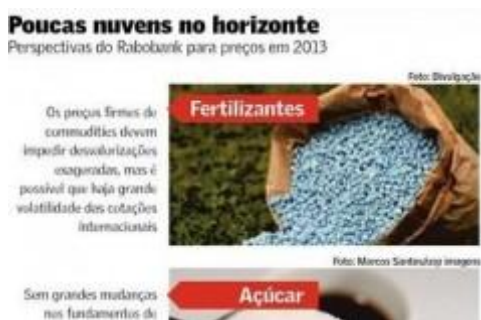 Poucas nuvens no horizonte
Perspectivas do Rabobank para preços em 2013
Foto: Divulgação
Fertilizantes
Os preços firmes de
commodities devem
impedir desvalorizações
exageradas, mas é
possível que haja grande
volatilidade das cotações
internacionais
Foto: Marcos Santos/usp imagens
Açúcar
Sem grandes mudanças
nos fundamentos de